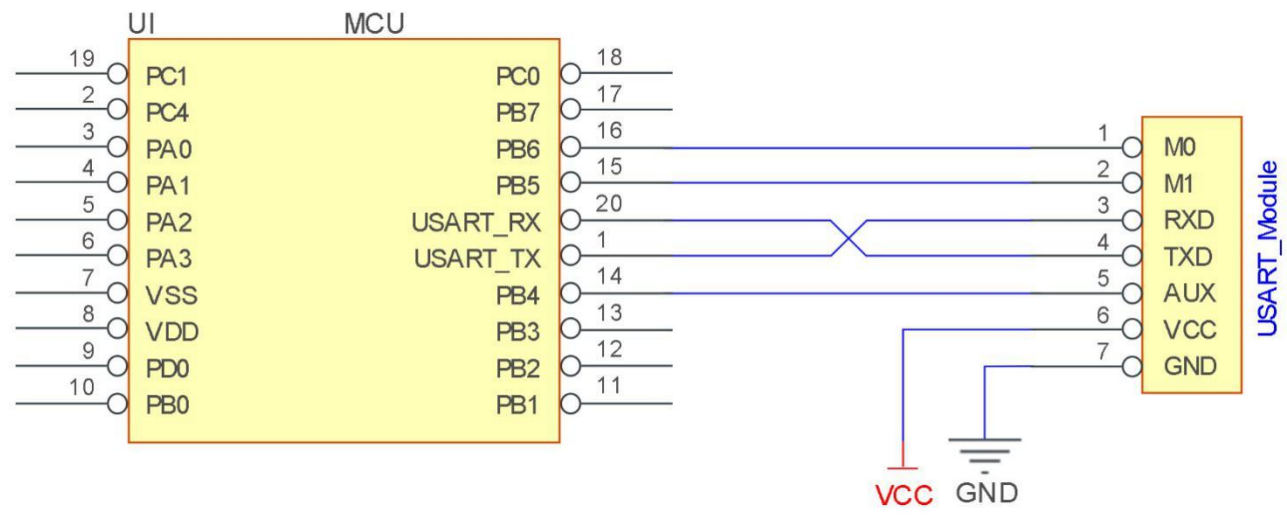 UI MCU
19 PC1 PC0 18
2 PC4 PB7 17
3 PA0 PB6 16 1 M0
4 PA1 PB5 15 2 M1
5 PA2 USART_RX 20 3 RXD
6 PA3 USART_TX 1 4 TXD
7 VSS PB4 14 5 AUX
8 VDD PB3 13 6 VCC
9 PD0 PB2 12 7 GND
10 PB0 PB1 11
USART_Module
VCC GND